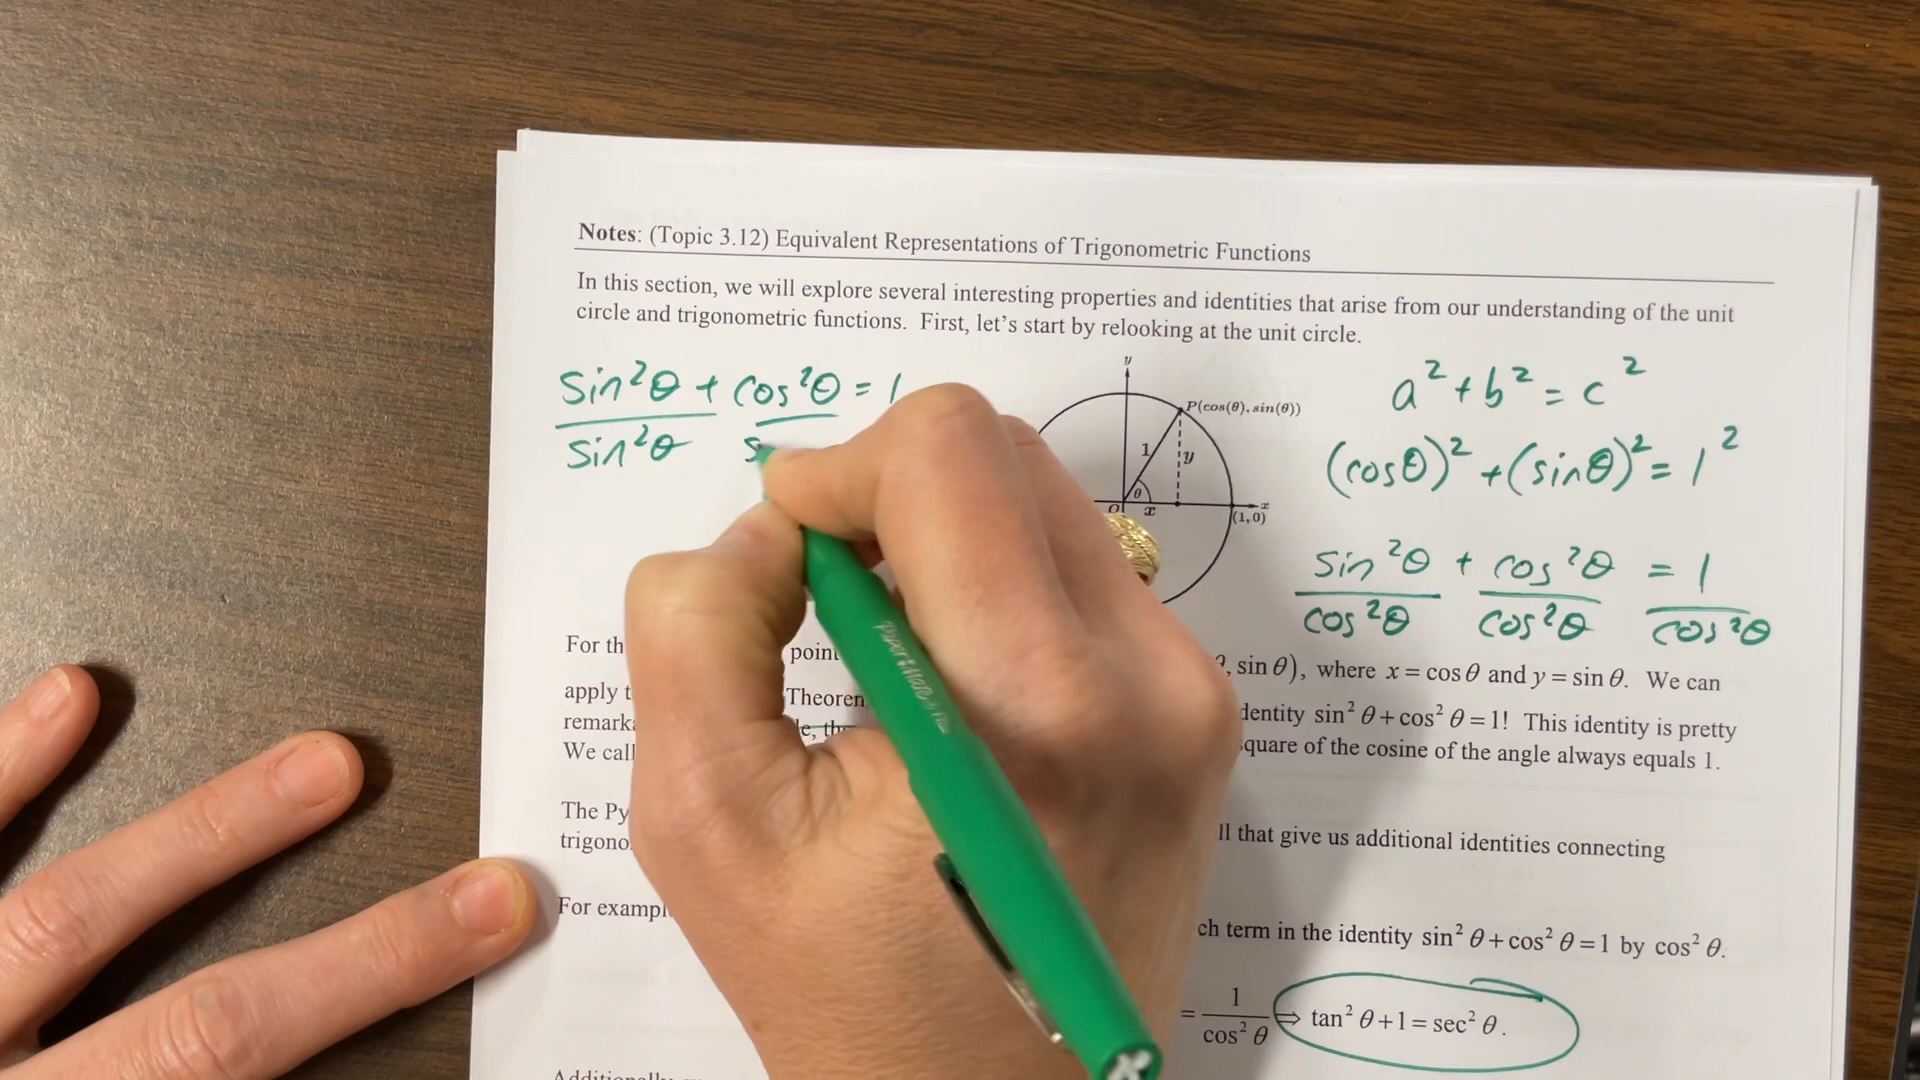 Notes: (Topic 3.12) Equivalent Representations of Trigonometric Functions
In this section, we will explore several interesting properties and identities that arise from our understanding of the unit
circle and trigonometric functions. First, let’s start by relooking at the unit circle.
sin²θ + cos²θ = 1
sin²θ s
y
P(cos(θ), sin(θ))
1
y
θ
O x
x
(1,0)
a² + b² = c²
(cosθ)² + (sinθ)² = 1²
sin²θ + cos²θ = 1
cos²θ cos²θ cos²θ
For th point , sin θ), where x = cos θ and y = sin θ. We can
apply t Theorem dentity sin² θ + cos² θ = 1! This identity is pretty
remark e, th quare of the cosine of the angle always equals 1.
We call
The Py ll that give us additional identities connecting
trigono
For exampl ch term in the identity sin² θ + cos² θ = 1 by cos² θ.
= 1/cos² θ ⇒ tan² θ + 1 = sec² θ.
PaperMate